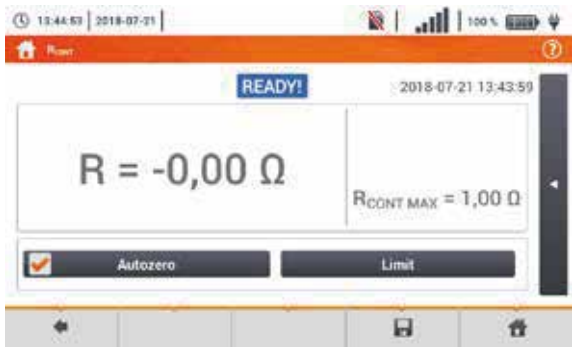 13:44:53 | 2018-07-21 | 100 %
RCONT
READY! 2018-07-21 13:43:59
R = -0,00 Ω
RCONT MAX = 1,00 Ω
Autozero Limit